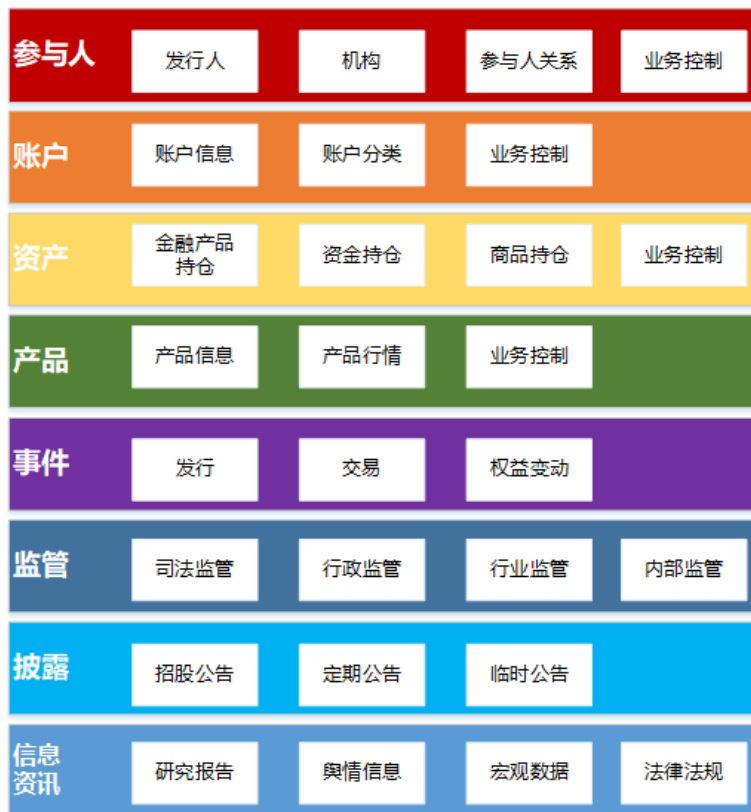 参与人
发行人
机构
参与人关系
业务控制
账户
账户信息
账户分类
业务控制
资产
金融产品
持仓
资金持仓
商品持仓
业务控制
产品
产品信息
产品行情
业务控制
事件
发行
交易
权益变动
监管
司法监管
行政监管
行业监管
内部监管
披露
招股公告
定期公告
临时公告
信息
资讯
研究报告
舆情信息
宏观数据
法律法规